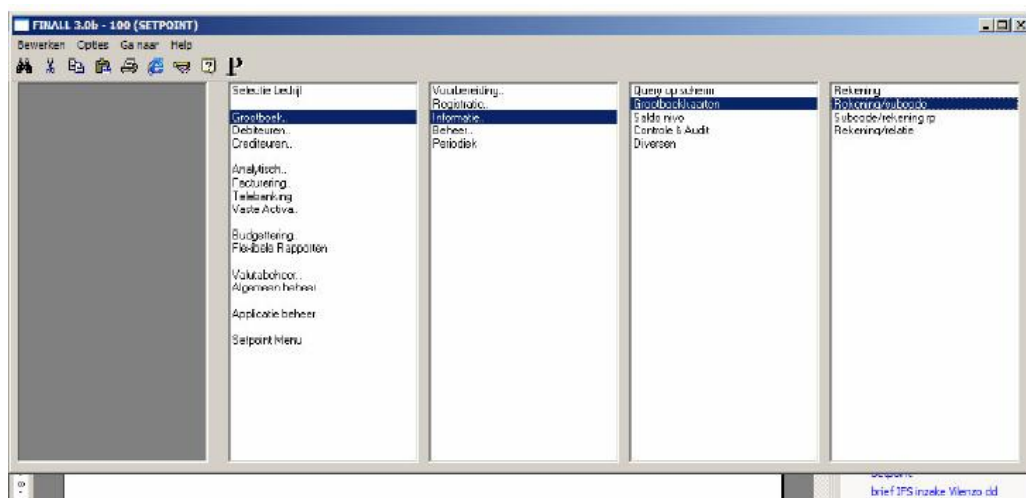 FINALL 3.0b - 100 (SETPOINT)
Bewerken Opties Ga naar Help
Selectie bedrijf
Grootboek..
Debiteuren..
Crediteuren..
Analytisch..
Facturering..
Telebanking
Vaste Activa..
Budgettering..
Flexibele Rapporten
Valutabeheer..
Algemeen beheer
Applicatie beheer
Setpoint Menu
Voorbereiding..
Registratie..
Informatie..
Beheer..
Periodiek
Query op scherm
Grootboekkaarten
Saldo nivo
Controle & Audit
Diversen
Rekening
Rekening/subcode
Subcode/rekening rp
Rekening/relatie
brief IFS inzake Wenzo dd